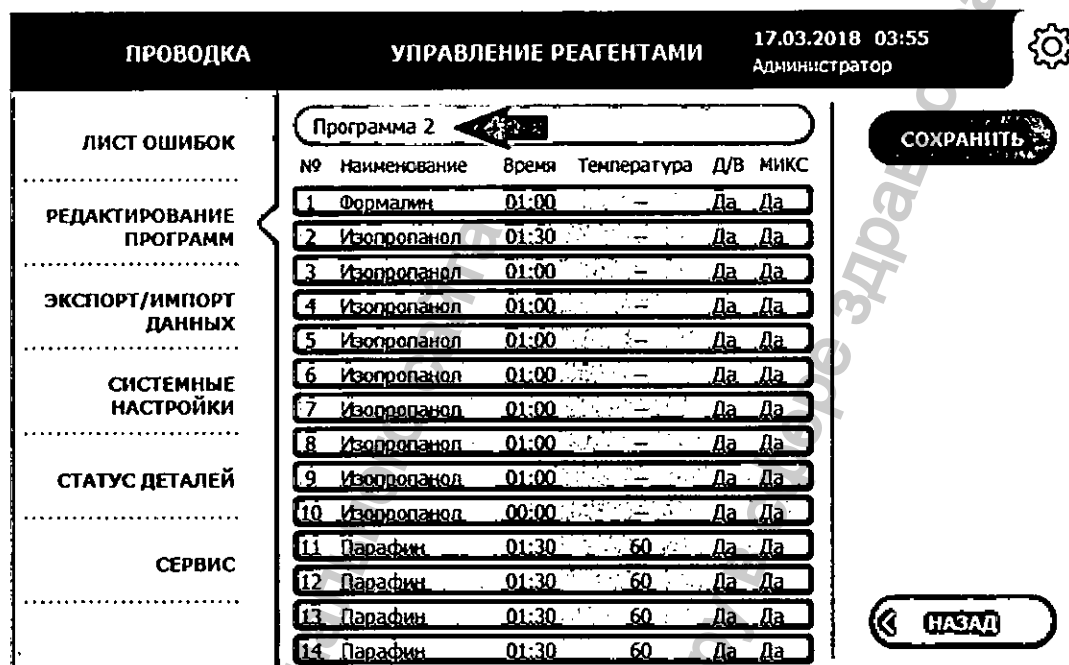 ПРОВОДКА
УПРАВЛЕНИЕ РЕАГЕНТАМИ
17.03.2018 03:55
Администратор
ЛИСТ ОШИБОК
РЕДАКТИРОВАНИЕ
ПРОГРАММ
ЭКСПОРТ/ИМПОРТ
ДАННЫХ
СИСТЕМНЫЕ
НАСТРОЙКИ
СТАТУС ДЕТАЛЕЙ
СЕРВИС
Программа 2
№ Наименование Время Температура Д/В МИКС
1 Формалин 01:00 – Да Да
2 Изопропанол 01:30 – Да Да
3 Изопропанол 01:00 – Да Да
4 Изопропанол 01:00 – Да Да
5 Изопропанол 01:00 – Да Да
6 Изопропанол 01:00 – Да Да
7 Изопропанол 01:00 – Да Да
8 Изопропанол 01:00 – Да Да
9 Изопропанол 01:00 – Да Да
10 Изопропанол 00:00 – Да Да
11 Парафин 01:30 60 Да Да
12 Парафин 01:30 60 Да Да
13 Парафин 01:30 60 Да Да
14 Парафин 01:30 60 Да Да
СОХРАНИТЬ
НАЗАД
сайта
ру в сфере здравоо